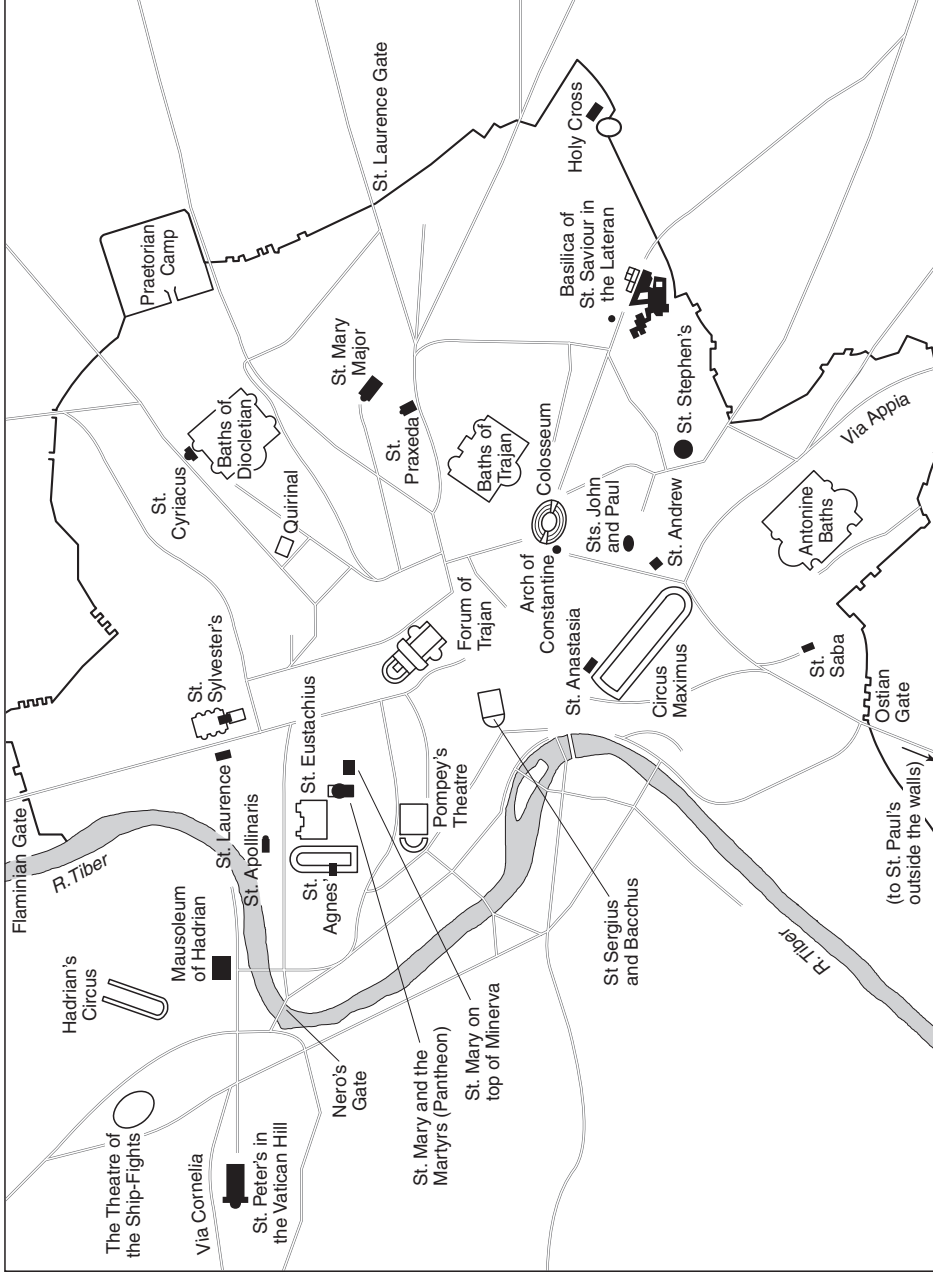 Flaminian Gate
R.Tiber
Hadrian's
Circus
Mausoleum
of Hadrian
The Theatre of
the Ship-Fights
Via Cornelia
St. Peter's in
the Vatican Hill
Nero's
Gate
St. Mary and the
Martyrs (Pantheon)
St. Mary on
top of Minerva
St Sergius
and Bacchus
St. Laurence
St. Apollinaris
St.
Agnes'
St. Eustachius
Pompey's
Theatre
St.
Sylvester's
St.
Cyriacus
Baths of
Diocletian
Quirinal
Praetorian
Camp
St. Laurence Gate
St. Mary
Major
St.
Praxeda
Baths of
Trajan
Forum of
Trajan
Colosseum
Arch of
Constantine
Sts. John
and Paul
St. Andrew
St. Anastasia
Circus
Maximus
St. Stephen's
Basilica of
St. Saviour in
the Lateran
Holy Cross
Via Appia
Antonine
Baths
St.
Saba
Ostian
Gate
(to St. Paul's
outside the walls)
R.Tiber